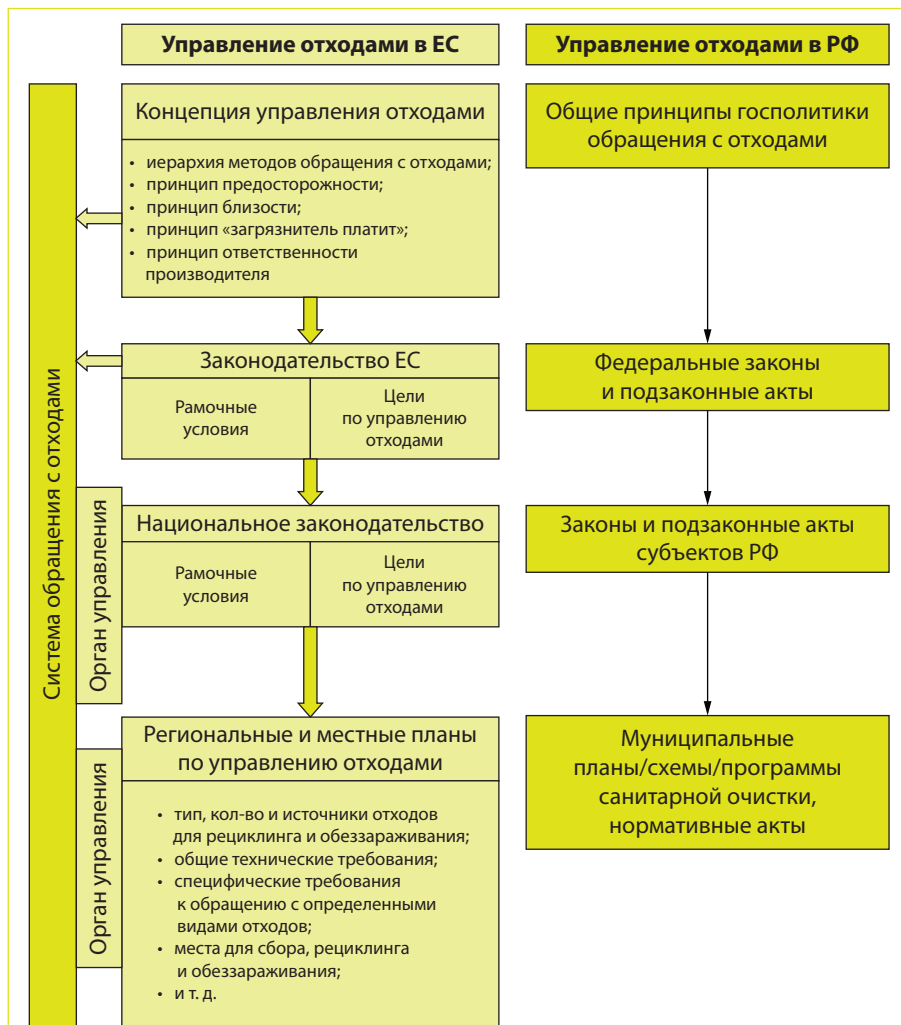 Управление отходами в ЕС
Управление отходами в РФ
Система обращения с отходами
Концепция управления отходами
• иерархия методов обращения с отходами;
• принцип предосторожности;
• принцип близости;
• принцип «загрязнитель платит»;
• принцип ответственности
производителя
Общие принципы госполитики
обращения с отходами
Законодательство ЕС
Рамочные
условия
Цели
по управлению
отходами
Федеральные законы
и подзаконные акты
Орган управления
Национальное законодательство
Рамочные
условия
Цели
по управлению
отходами
Законы и подзаконные акты
субъектов РФ
Орган управления
Региональные и местные планы
по управлению отходами
• тип, кол-во и источники отходов
для рециклинга и обеззараживания;
• общие технические требования;
• специфические требования
к обращению с определенными
видами отходов;
• места для сбора, рециклинга
и обеззараживания;
• и т. д.
Муниципальные
планы/схемы/программы
санитарной очистки,
нормативные акты